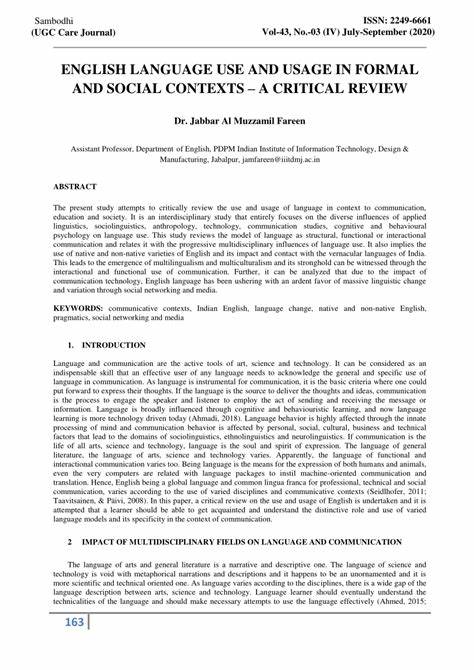 Sambodhi
ISSN: 2249-6661
(UGC Care Journal)
Vol-43, No.-03 (IV) July-September (2020)
ENGLISH LANGUAGE USE AND USAGE IN FORMAL
AND SOCIAL CONTEXTS – A CRITICAL REVIEW
Dr. Jabbar Al Muzzamil Fareen
Assistant Professor, Department of English, PDPM Indian Institute of Information Technology, Design &
Manufacturing, Jabalpur, jamfareen@iiitdmj.ac.in
ABSTRACT
The present study attempts to critically review the use and usage of language in context to communication,
education and society. It is an interdisciplinary study that entirely focuses on the diverse influences of applied
linguistics, sociolinguistics, anthropology, technology, communication studies, cognitive and behavioural
psychology on language use. This study reviews the model of language as structural, functional or interactional
communication and relates it with the progressive multidisciplinary influences of language use. It also implies the
use of native and non-native varieties of English and its impact and contact with the vernacular languages of India.
This leads to the emergence of multilingualism and multiculturalism and its stronghold can be witnessed through the
interactional and functional use of communication. Further, it can be analyzed that due to the impact of
communication technology, English language has been ushering with an ardent favor of massive linguistic change
and variation through social networking and media.
KEYWORDS: communicative contexts, Indian English, language change, native and non-native English,
pragmatics, social networking and media
1. INTRODUCTION
Language and communication are the active tools of art, science and technology. It can be considered as an
indispensable skill that an effective user of any language needs to acknowledge the general and specific use of
language in communication. As language is instrumental for communication, it is the basic criteria where one could
put forward to express their thoughts. If the language is the source to deliver the thoughts and ideas, communication
is the process to engage the speaker and listener to employ the act of sending and receiving the message or
information. Language is broadly influenced through cognitive and behaviouristic learning, and now language
learning is more technology driven today (Ahmadi, 2018). Language behavior is highly affected through the innate
processing of mind and communication behavior is affected by personal, social, cultural, business and technical
factors that lead to the domains of sociolinguistics, ethnolinguistics and neurolinguistics. If communication is the
life of all arts, science and technology, language is the soul and spirit of expression. The language of general
literature, the language of arts, science and technology varies. Apparently, the language of functional and
interactional communication varies too. Being language is the means for the expression of both humans and animals,
even the very computers are related with language packages to instil machine-oriented communication and
translation. Hence, English being a global language and common lingua franca for professional, technical and social
communication, varies according to the use of varied disciplines and communicative contexts (Seidlhofer, 2011;
Taavitsainen, & Päivi, 2008). In this paper, a critical review on the use and usage of English is undertaken and it is
attempted that a learner should be able to get acquainted and understand the distinctive role and use of varied
language models and its specificity in the context of communication.
2 IMPACT OF MULTIDISCIPLINARY FIELDS ON LANGUAGE AND COMMUNICATION
The language of arts and general literature is a narrative and descriptive one. The language of science and
technology is void with metaphorical narrations and descriptions and it happens to be an unornamented and it is
more scientific and technical oriented one. As language varies according to the disciplines, there is a wide gap of the
language description between arts, science and technology. Language learner should eventually understand the
technicalities of the language and should make necessary attempts to use the language effectively (Ahmed, 2015;
163